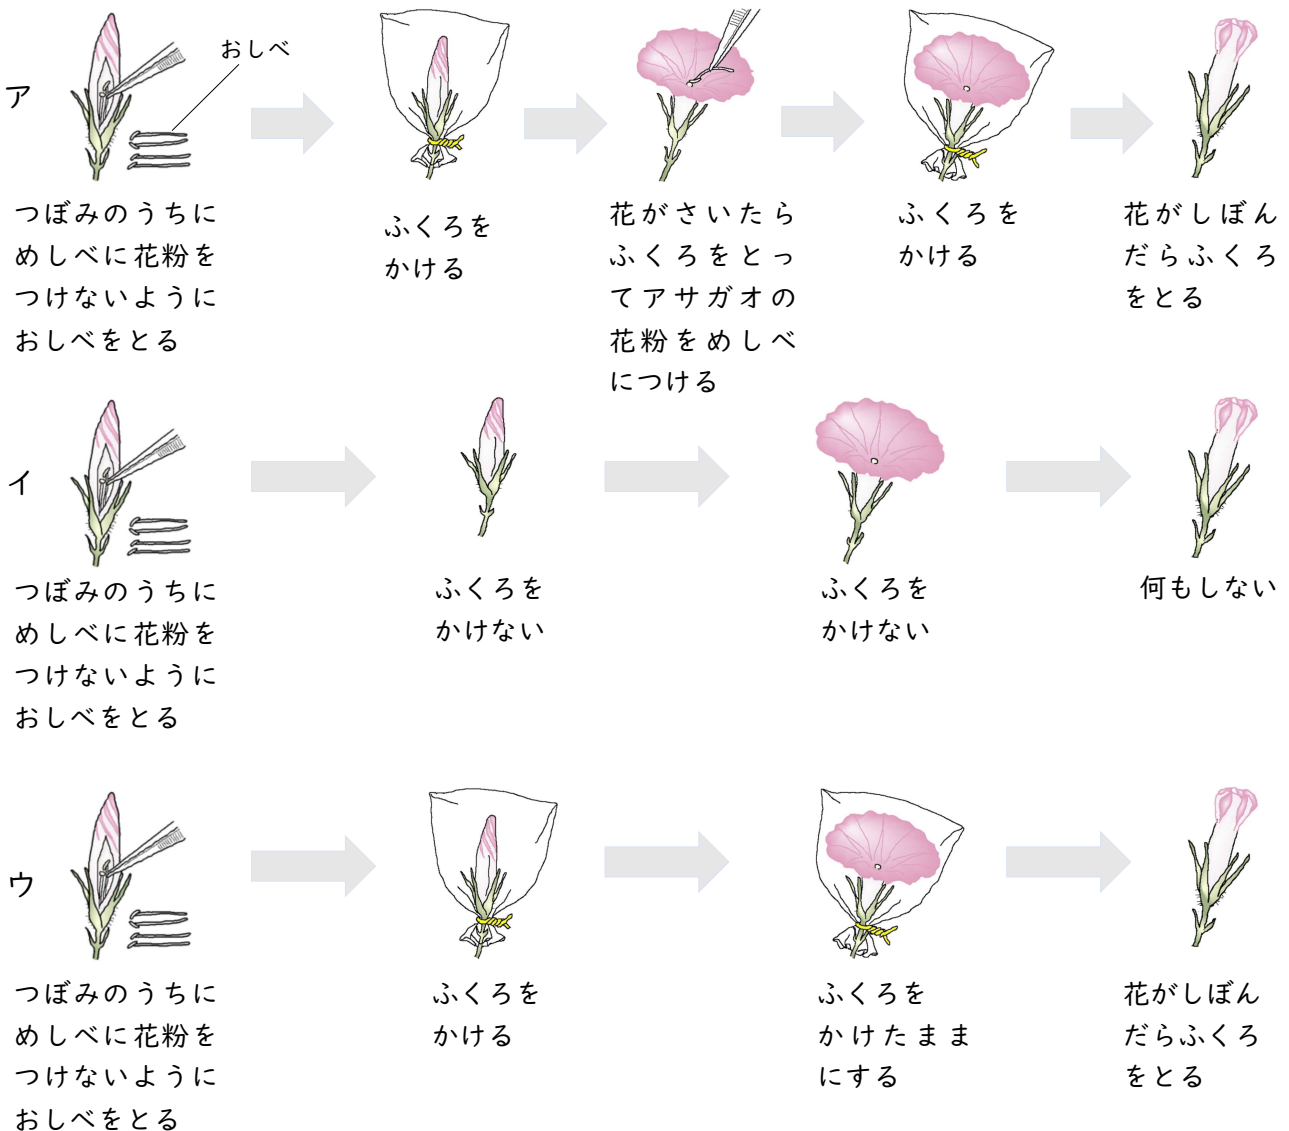 ア
おしべ
つぼみのうちに
めしべに花粉を
つけないように
おしべをとる
ふくろを
かける
花がさいたら
ふくろをとっ
てアサガオの
花粉をめしべ
につける
ふくろを
かける
花がしぼん
だらふくろ
をとる
イ
つぼみのうちに
めしべに花粉を
つけないように
おしべをとる
ふくろを
かけない
ふくろを
かけない
何もしない
ウ
つぼみのうちに
めしべに花粉を
つけないように
おしべをとる
ふくろを
かける
ふくろを
かけたまま
にする
花がしぼん
だらふくろ
をとる